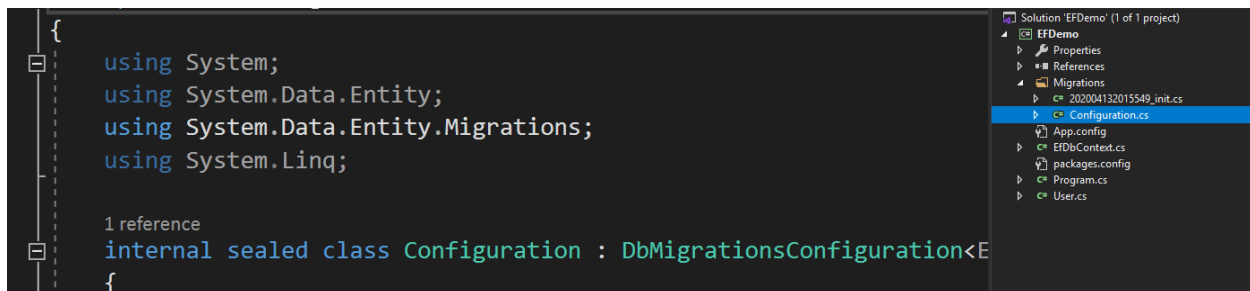 {
using System;
using System.Data.Entity;
using System.Data.Entity.Migrations;
using System.Linq;
1 reference
internal sealed class Configuration : DbMigrationsConfiguration<E
{
Solution 'EFDemo' (1 of 1 project)
C# EFDemo
Properties
References
Migrations
C# 202004132015549_init.cs
C# Configuration.cs
App.config
C# EfDbContext.cs
packages.config
C# Program.cs
C# User.cs